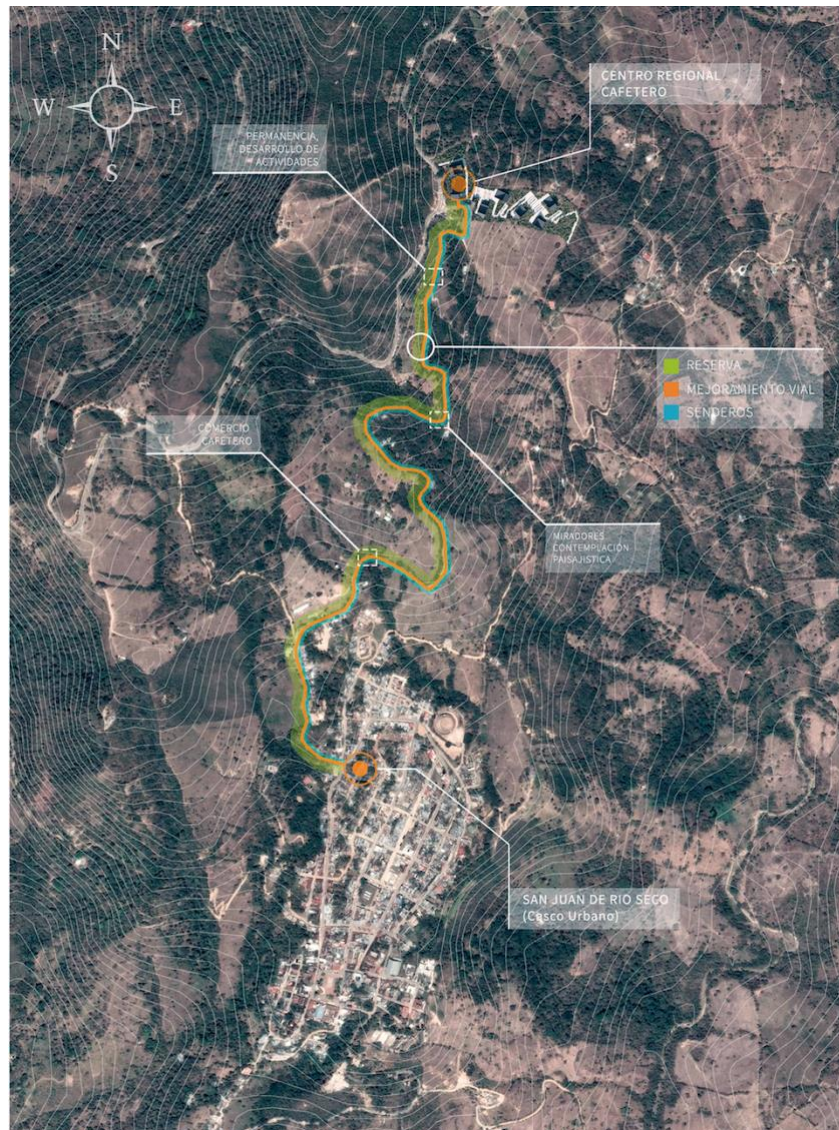 N
W
E
S
CENTRO REGIONAL
CAFETERO
PERMANENCIA,
DESARROLLO DE
ACTIVIDADES
RESERVA
MEJORAMIENTO VIAL
SENDEROS
COMERCIO
CAFETERO
MIRADORES
CONTEMPLACIÓN
PAISAJISTICA
SAN JUAN DE RIO SECO
(Casco Urbano)